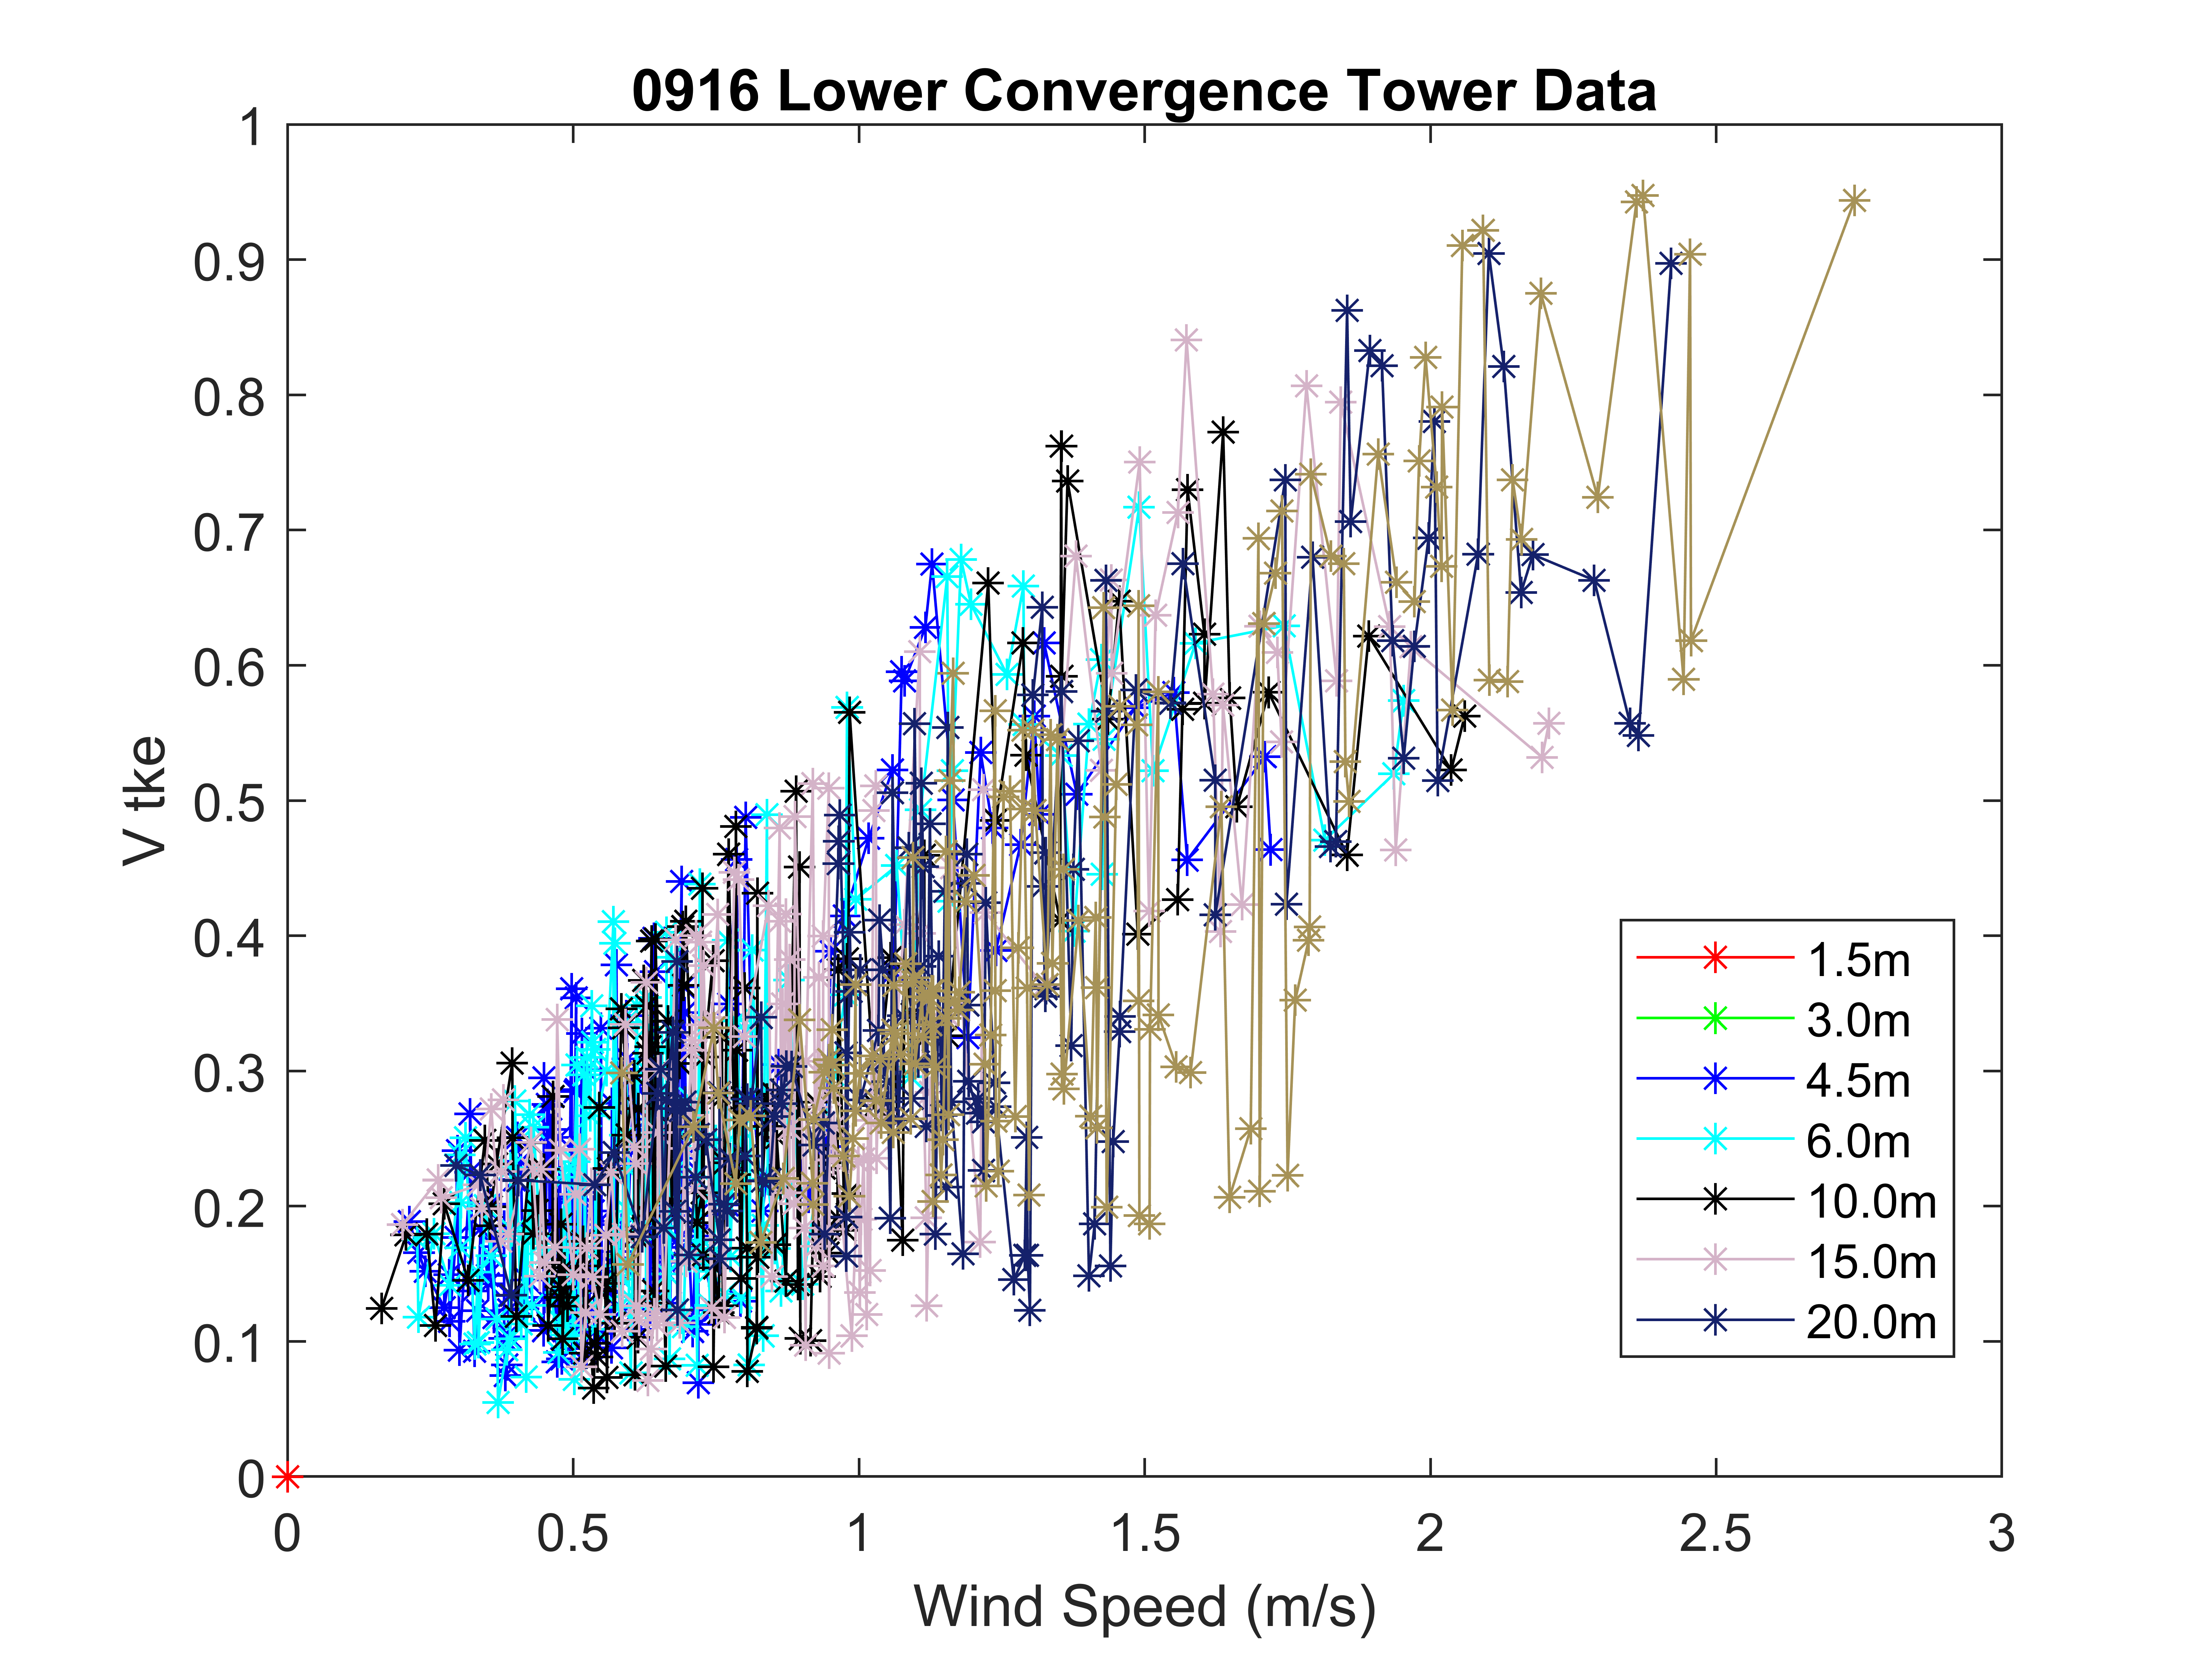 0916 Lower Convergence Tower Data
1
0.9
0.8
0.7
0.6
0.5
0.4
0.3
0.2
0.1
0
V tke
1.5m
3.0m
4.5m
6.0m
10.0m
15.0m
20.0m
0 0.5 1 1.5 2 2.5 3
Wind Speed (m/s)